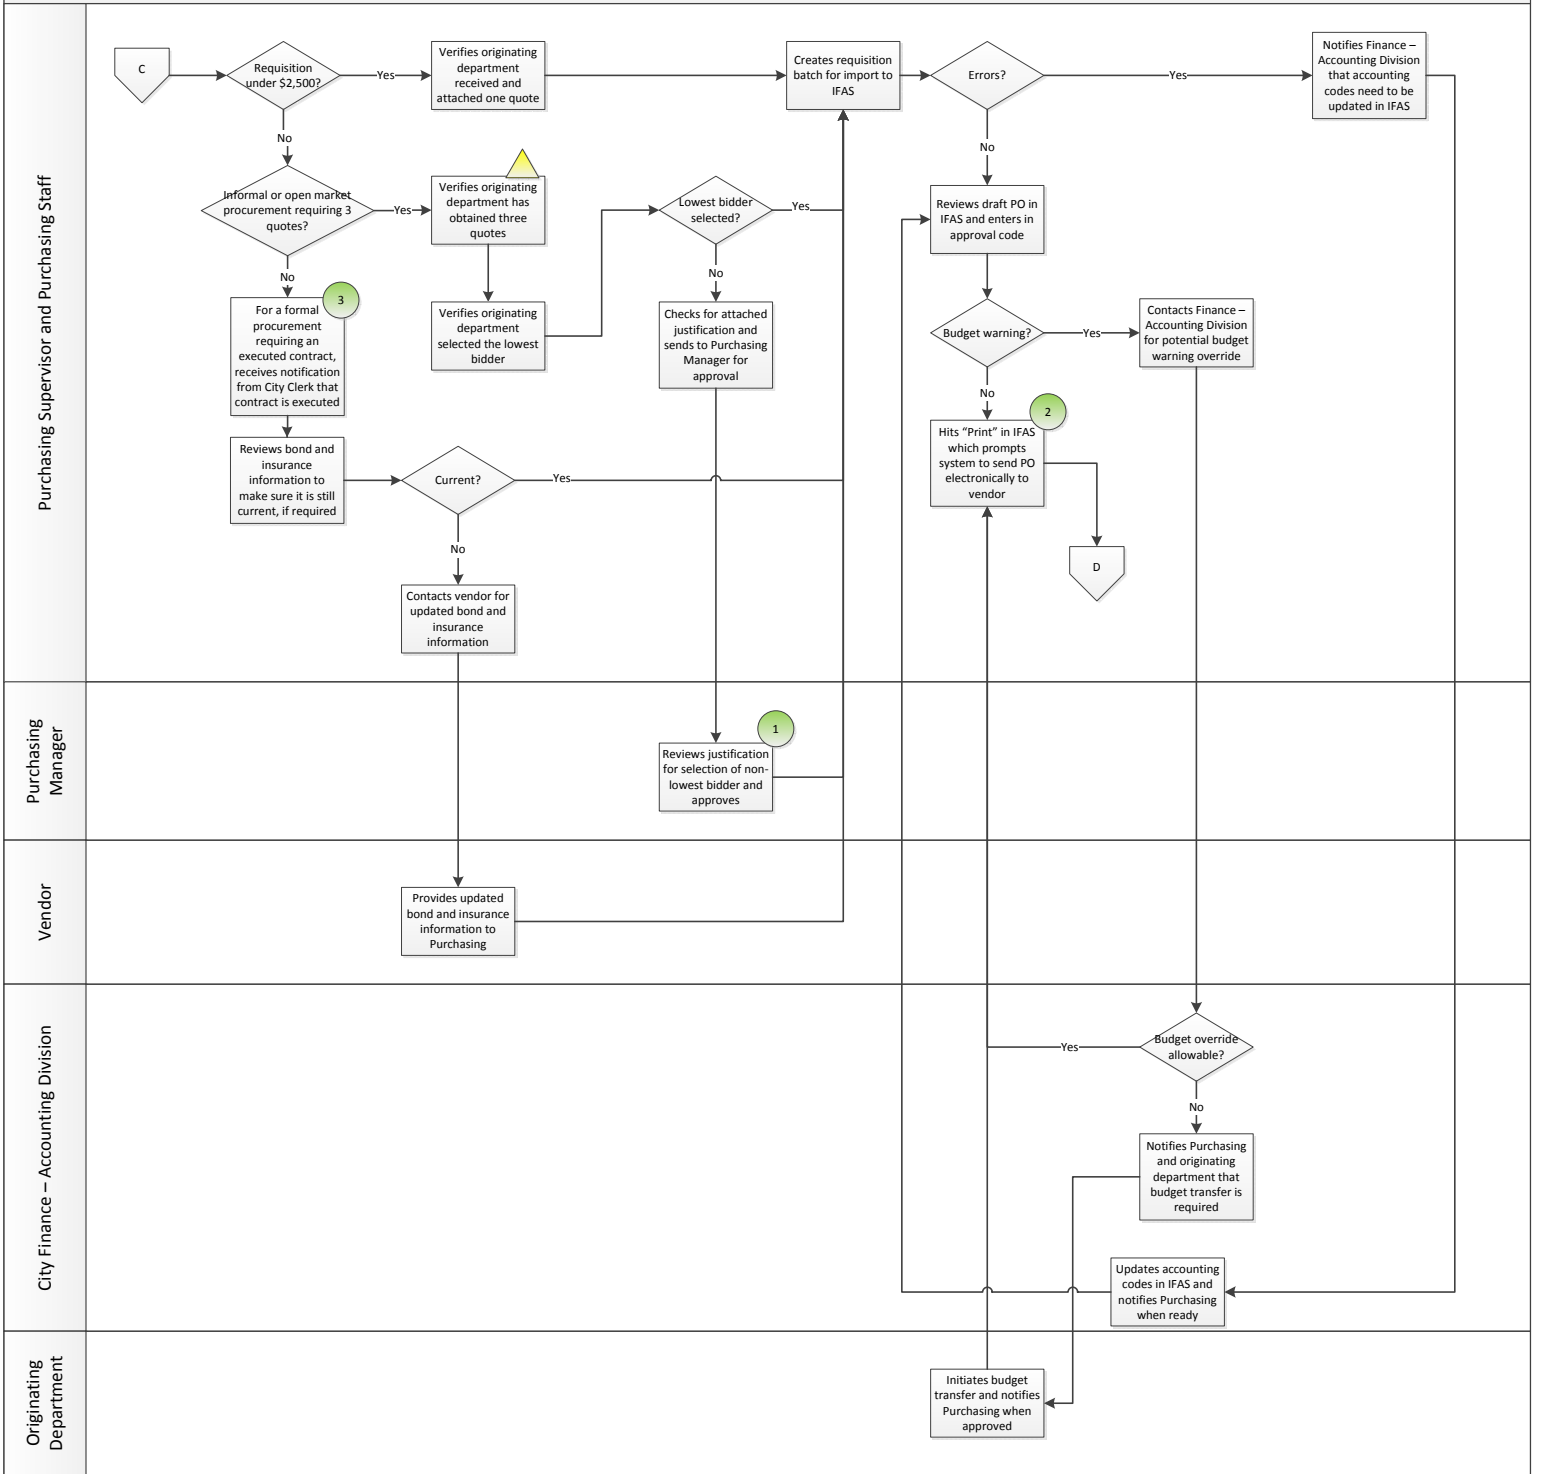 Purchasing Supervisor and Purchasing Staff
C
Requisition
under $2,500?
Yes
Verifies originating
department
received and
attached one quote
Creates requisition
batch for import to
IFAS
Errors?
Yes
Notifies Finance –
Accounting Division
that accounting
codes need to be
updated in IFAS
No
No
Informal or open market
procurement requiring 3
quotes?
Yes
Verifies originating
department has
obtained three
quotes
Lowest bidder
selected?
Yes
Reviews draft PO in
IFAS and enters in
approval code
No
No
3
For a formal
procurement
requiring an
executed contract,
receives notification
from City Clerk that
contract is executed
Verifies originating
department
selected the lowest
bidder
Checks for attached
justification and
sends to Purchasing
Manager for
approval
Budget warning?
Yes
Contacts Finance –
Accounting Division
for potential budget
warning override
No
2
Hits “Print” in IFAS
which prompts
system to send PO
electronically to
vendor
Reviews bond and
insurance
information to
make sure it is still
current, if required
Current?
Yes
No
D
Contacts vendor for
updated bond and
insurance
information
Purchasing
Manager
1
Reviews justification
for selection of non-
lowest bidder and
approves
Vendor
Provides updated
bond and insurance
information to
Purchasing
City Finance – Accounting Division
Budget override
allowable?
Yes
No
Notifies Purchasing
and originating
department that
budget transfer is
required
Updates accounting
codes in IFAS and
notifies Purchasing
when ready
Originating
Department
Initiates budget
transfer and notifies
Purchasing when
approved